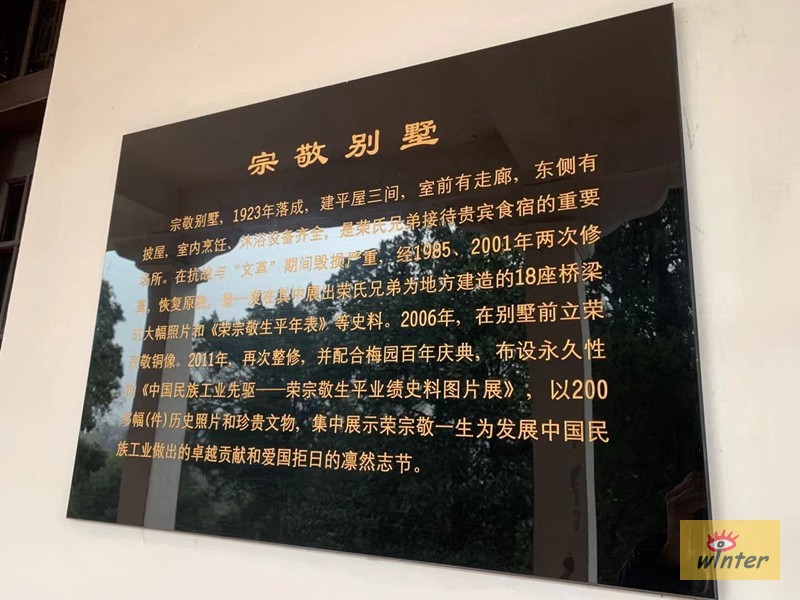 宗敬别墅
宗敬别墅，1923年落成，建平屋三间，室前有走廊，东侧有
披屋，室内烹饪、沐浴设备齐全，是荣氏兄弟接待贵宾食宿的重要
场所。在抗战与“文革”期间毁损严重，经1985、2001年两次修
恢复原貌。 集中展出荣氏兄弟为地方建造的18座桥梁
大幅照片和《荣宗敬生平年表》等史料。2006年，在别墅前立荣
宗敬铜像。2011年，再次整修，并配合梅园百年庆典，布设永久性
《中国民族工业先驱——荣宗敬生平业绩史料图片展》，以200
多幅(件)历史照片和珍贵文物，集中展示荣宗敬一生为发展中国民
族工业做出的卓越贡献和爱国拒日的凛然志节。
winter